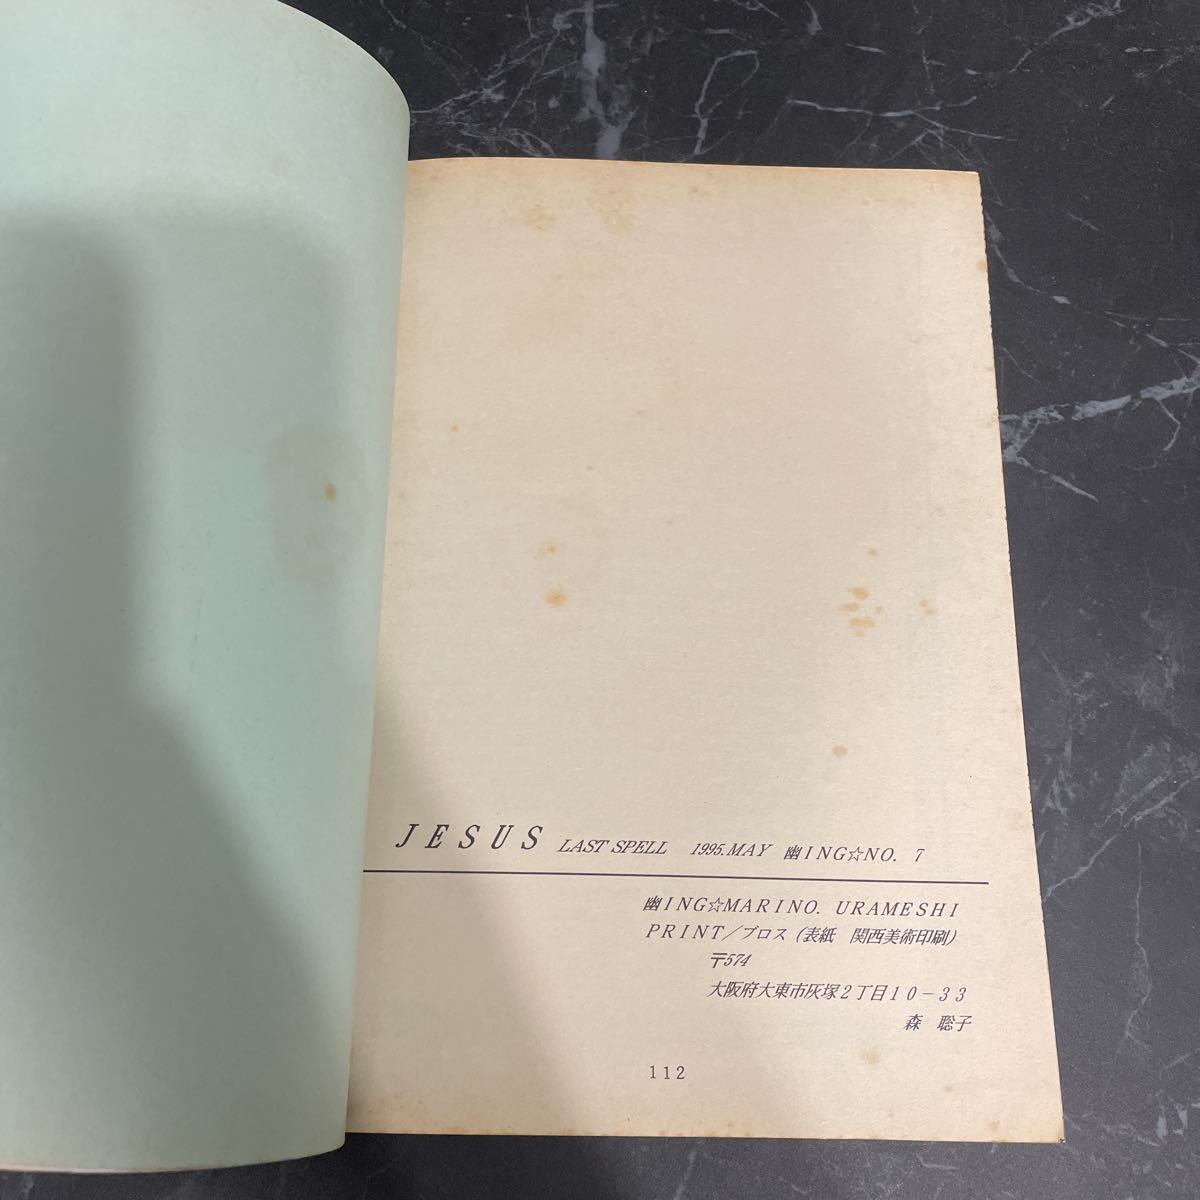 JESUS LAST SPELL 1995.MAY 幽ING☆NO. 7
幽ING☆MARINO. URAMESHI
PRINT／ブロス（表紙 関西美術印刷）
〒574
大阪府大東市灰塚2丁目10－33
森 聡子
112